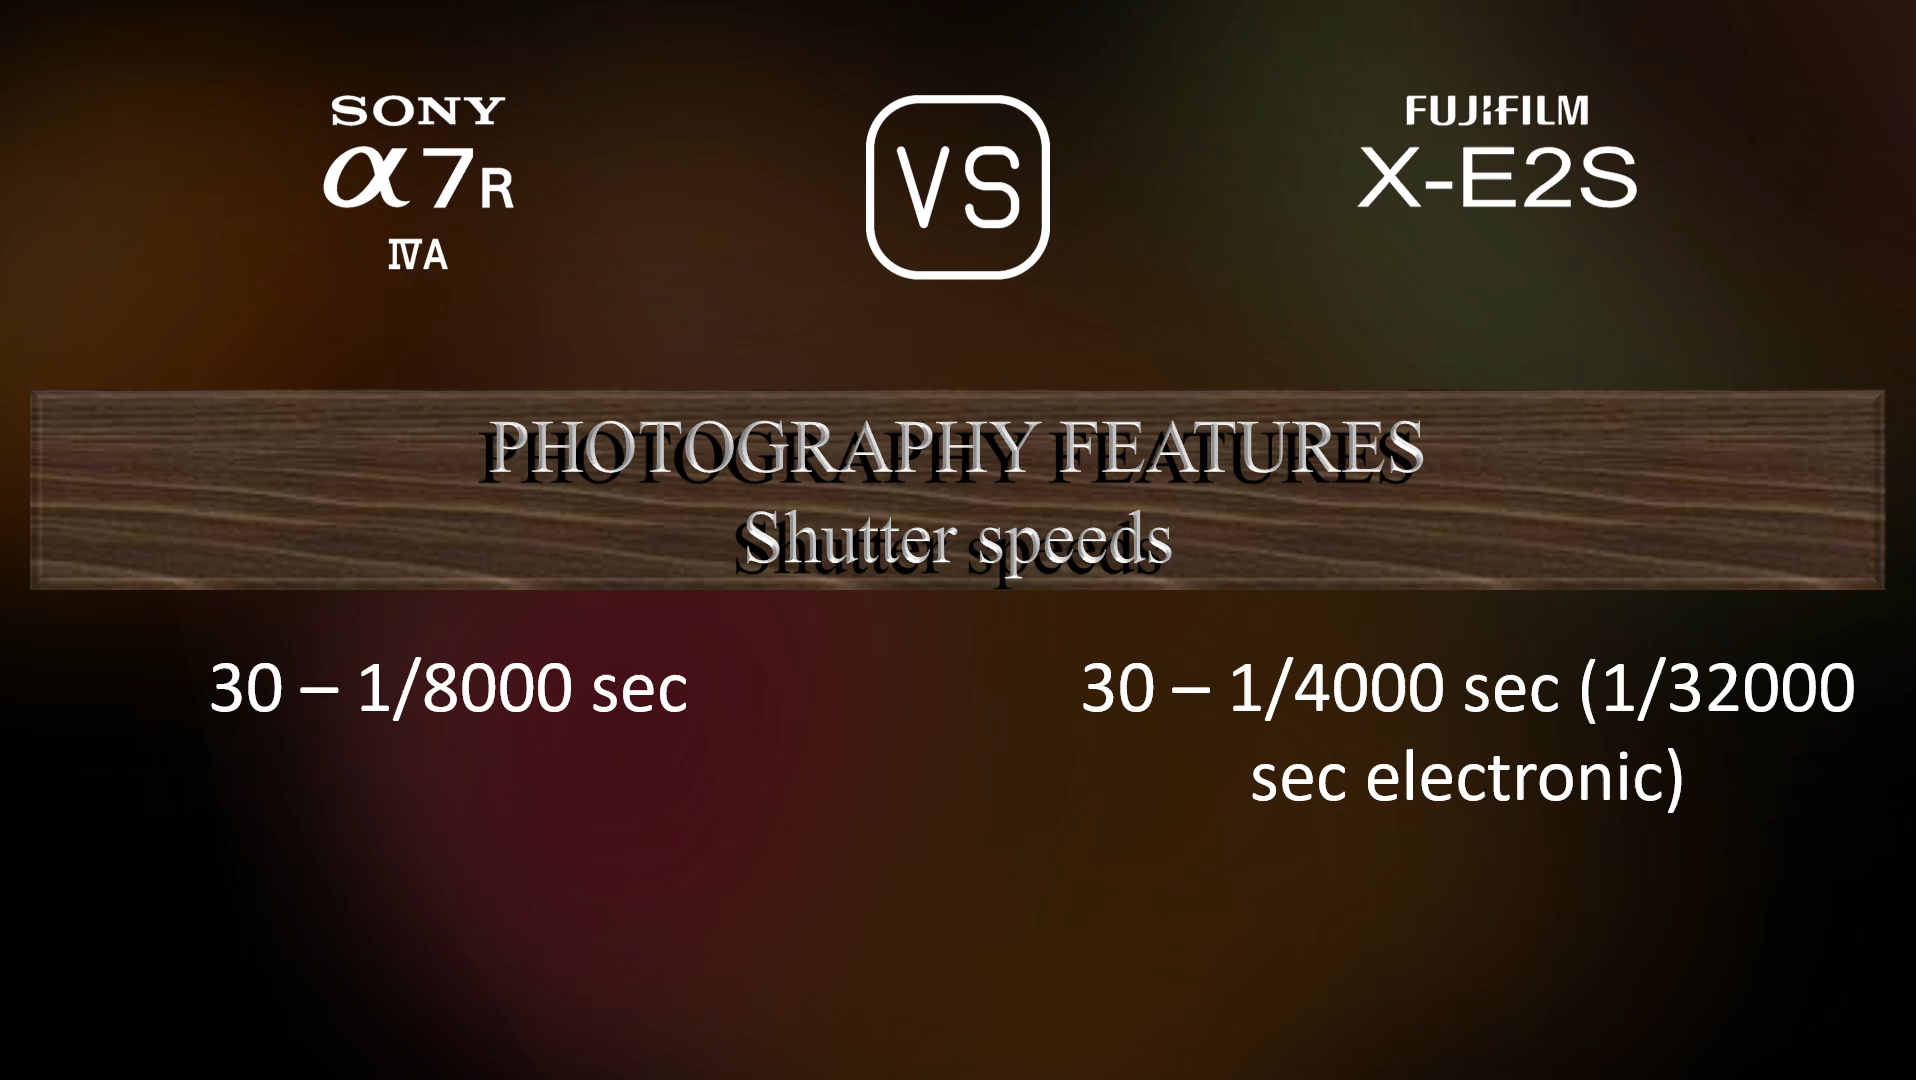 SONY
α7R
IVA
VS
FUJIFILM
X-E2S
PHOTOGRAPHY FEATURES
Shutter speeds
30 – 1/8000 sec
30 – 1/4000 sec (1/32000
sec electronic)